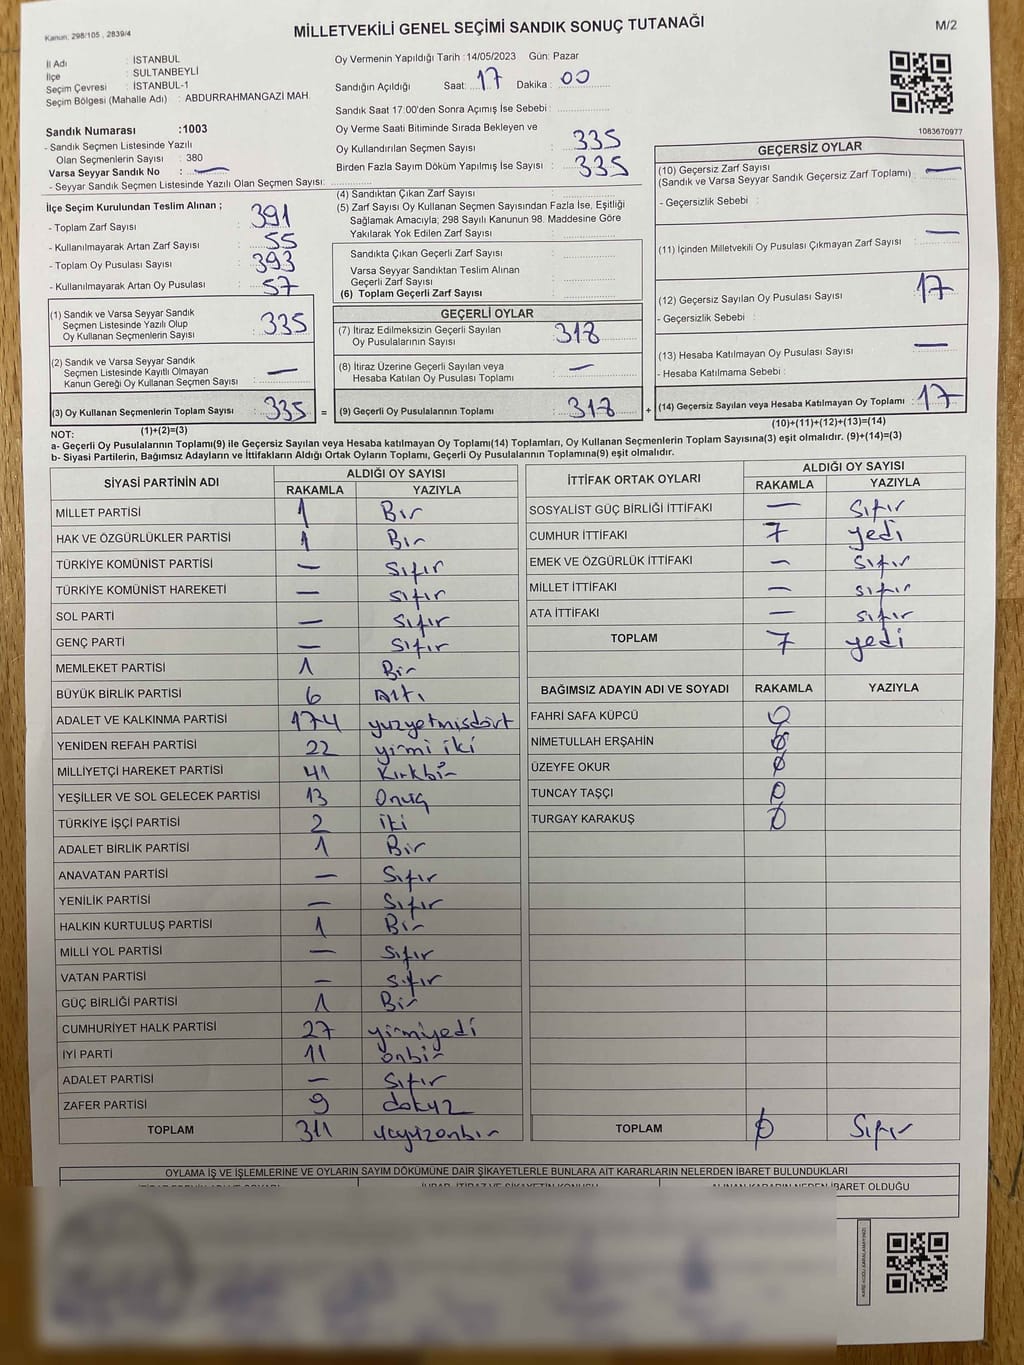 Kanun. 298/105 , 2839/4
MİLLETVEKİLİ GENEL SEÇİMİ SANDIK SONUÇ TUTANAĞI
M/2
İl Adı : İSTANBUL
İlçe : SULTANBEYLİ
Seçim Çevresi : İSTANBUL-1
Seçim Bölgesi (Mahalle Adı) : ABDURRAHMANGAZİ MAH.
Sandık Numarası :1003
- Sandık Seçmen Listesinde Yazılı
Olan Seçmenlerin Sayısı : 380
Varsa Seyyar Sandık No : —
- Seyyar Sandık Seçmen Listesinde Yazılı Olan Seçmen Sayısı:
Oy Vermenin Yapıldığı Tarih :14/05/2023 Gün: Pazar
Sandığın Açıldığı Saat: 17 Dakika : 00
Sandık Saat 17:00'den Sonra Açımış İse Sebebi :
Oy Verme Saati Bitiminde Sırada Bekleyen ve
Oy Kullandırılan Seçmen Sayısı : 335
Birden Fazla Sayım Döküm Yapılmış İse Sayısı : 335
1083670977
İlçe Seçim Kurulundan Teslim Alınan ;
- Toplam Zarf Sayısı : 391
- Kullanılmayarak Artan Zarf Sayısı : 55
- Toplam Oy Pusulası Sayısı : 393
- Kullanılmayarak Artan Oy Pusulası : 57
(1) Sandık ve Varsa Seyyar Sandık
Seçmen Listesinde Yazılı Olup
Oy Kullanan Seçmenlerin Sayısı : 335
(2) Sandık ve Varsa Seyyar Sandık
Seçmen Listesinde Kayıtlı Olmayan
Kanun Gereği Oy Kullanan Seçmen Sayısı : —
(3) Oy Kullanan Seçmenlerin Toplam Sayısı : 335 =
(1)+(2)=(3)
(4) Sandıktan Çıkan Zarf Sayısı :
(5) Zarf Sayısı Oy Kullanan Seçmen Sayısından Fazla İse, Eşitliği
Sağlamak Amacıyla, 298 Sayılı Kanunun 98. Maddesine Göre
Yakılarak Yok Edilen Zarf Sayısı :
Sandıkta Çıkan Geçerli Zarf Sayısı :
Varsa Seyyar Sandıktan Teslim Alınan
Geçerli Zarf Sayısı :
(6) Toplam Geçerli Zarf Sayısı :
GEÇERLİ OYLAR
(7) İtiraz Edilmeksizin Geçerli Sayılan
Oy Pusulalarının Sayısı : 318
(8) İtiraz Üzerine Geçerli Sayılan veya
Hesaba Katılan Oy Pusulası Toplamı : —
(9) Geçerli Oy Pusulalarının Toplamı : 318 +
GEÇERSİZ OYLAR
(10) Geçersiz Zarf Sayısı
(Sandık ve Varsa Seyyar Sandık Geçersiz Zarf Toplamı) : —
- Geçersizlik Sebebi :
(11) İçinden Milletvekili Oy Pusulası Çıkmayan Zarf Sayısı : —
(12) Geçersiz Sayılan Oy Pusulası Sayısı : 17
- Geçersizlik Sebebi :
(13) Hesaba Katılmayan Oy Pusulası Sayısı : —
- Hesaba Katılmama Sebebi :
(14) Geçersiz Sayılan veya Hesaba Katılmayan Oy Toplamı : 17
(10)+(11)+(12)+(13)=(14)
NOT:
a- Geçerli Oy Pusulalarının Toplamı(9) ile Geçersiz Sayılan veya Hesaba katılmayan Oy Toplamı(14) Toplamları, Oy Kullanan Seçmenlerin Toplam Sayısına(3) eşit olmalıdır. (9)+(14)=(3)
b- Siyasi Partilerin, Bağımsız Adayların ve İttifakların Aldığı Ortak Oyların Toplamı, Geçerli Oy Pusulalarının Toplamına(9) eşit olmalıdır.
SİYASİ PARTİNİN ADI
ALDIĞI OY SAYISI
RAKAMLA YAZIYLA
MİLLET PARTİSİ 1 Bir
HAK VE ÖZGÜRLÜKLER PARTİSİ 1 Bir
TÜRKİYE KOMÜNİST PARTİSİ — Sıfır
TÜRKİYE KOMÜNİST HAREKETİ — sıfır
SOL PARTİ — Sıfır
GENÇ PARTİ — Sıfır
MEMLEKET PARTİSİ 1 Bir
BÜYÜK BİRLİK PARTİSİ 6 Altı
ADALET VE KALKINMA PARTİSİ 174 yuzyetmisdört
YENİDEN REFAH PARTİSİ 22 yirmi iki
MİLLİYETÇİ HAREKET PARTİSİ 41 Kırkbir
YEŞİLLER VE SOL GELECEK PARTİSİ 13 Onuç
TÜRKİYE İŞÇİ PARTİSİ 2 iki
ADALET BİRLİK PARTİSİ 1 Bir
ANAVATAN PARTİSİ — Sıfır
YENİLİK PARTİSİ — Sıfır
HALKIN KURTULUŞ PARTİSİ 1 Bir
MİLLİ YOL PARTİSİ — Sıfır
VATAN PARTİSİ — sıfır
GÜÇ BİRLİĞİ PARTİSİ 1 Bir
CUMHURİYET HALK PARTİSİ 27 yirmiyedi
İYİ PARTİ 11 onbir
ADALET PARTİSİ — Sıfır
ZAFER PARTİSİ 9 dokuz
TOPLAM 311 ucyuzonbir
İTTİFAK ORTAK OYLARI
ALDIĞI OY SAYISI
RAKAMLA YAZIYLA
SOSYALİST GÜÇ BİRLİĞİ İTTİFAKI — Sıfır
CUMHUR İTTİFAKI 7 yedi
EMEK VE ÖZGÜRLÜK İTTİFAKI — Sıfır
MİLLET İTTİFAKI — sıfır
ATA İTTİFAKI — sıfır
TOPLAM 7 yedi
BAĞIMSIZ ADAYIN ADI VE SOYADI RAKAMLA YAZIYLA
FAHRİ SAFA KÜPCÜ 0
NİMETULLAH ERŞAHİN 0
ÜZEYFE OKUR 0
TUNCAY TAŞÇI 0
TURGAY KARAKUŞ 0
TOPLAM 0 Sıfır
OYLAMA İŞ VE İŞLEMLERİNE VE OYLARIN SAYIM DÖKÜMÜNE DAİR ŞİKAYETLERLE BUNLARA AİT KARARLARIN NELERDEN İBARET BULUNDUKLARI
İBARET OLDUĞU